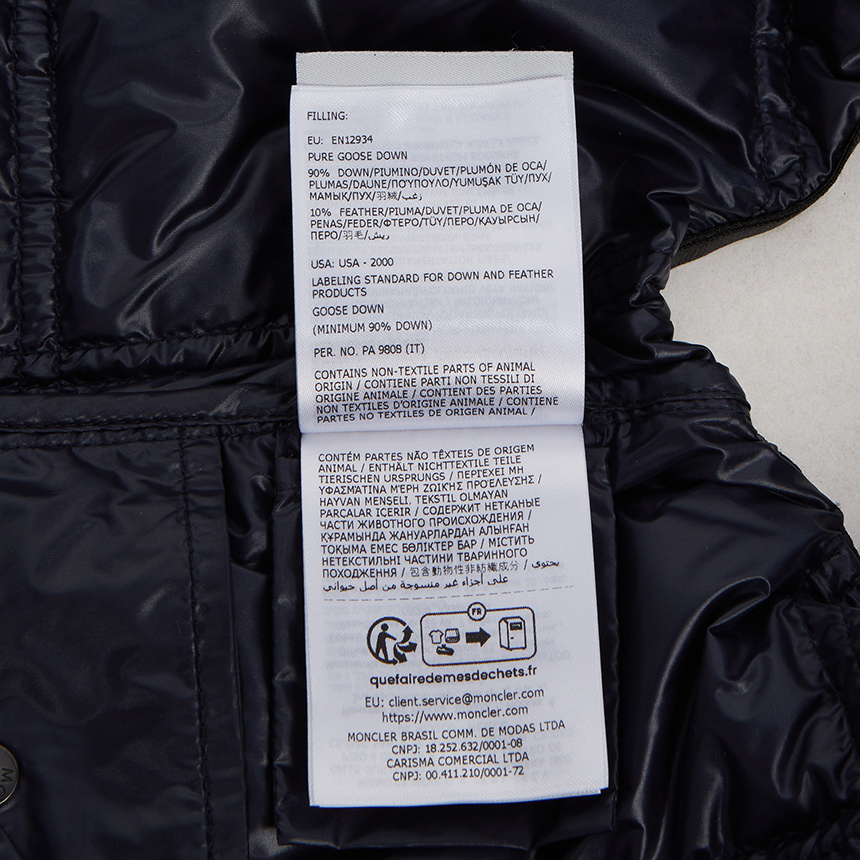 FILLING:
EU: EN12934
PURE GOOSE DOWN
90% DOWN/PIUMINO/DUVET/PLUMÓN DE OCA/
PLUMAS/DAUNE/ΠΟΥΠΟΥΛΟ/YUMUŞAK TÜY/ПУХ/
МАМЫК/ПУХ/羽絨/زغب/
10% FEATHER/PIUMA/DUVET/PLUMA DE OCA/
PENAS/FEDER/ΦΤΕΡΌ/TÜY/ПЕРО/ҚАУЫРСЫН/
ПЕРО/羽毛/ريش/
USA: USA - 2000
LABELING STANDARD FOR DOWN AND FEATHER
PRODUCTS
GOOSE DOWN
(MINIMUM 90% DOWN)
PER. NO. PA 9808 (IT)
CONTAINS NON-TEXTILE PARTS OF ANIMAL
ORIGIN / CONTIENE PARTI NON TESSILI DI
ORIGINE ANIMALE / CONTIENT DES PARTIES
NON TEXTILES D'ORIGINE ANIMALE / CONTIENE
PARTES NO TEXTILES DE ORIGEN ANIMAL /
CONTÉM PARTES NÃO TÊXTEIS DE ORIGEM
ANIMAL / ENTHÄLT NICHTTEXTILE TEILE
TIERISCHEN URSPRUNGS / ΠΕΡΙΈΧΕΙ ΜΗ
ΥΦΑΣΜΆΤΙΝΑ ΜΈΡΗ ΖΩΙΚΉΣ ΠΡΟΈΛΕΥΣΗΣ /
HAYVAN MENSELI, TEKSTIL OLMAYAN
PARCALAR ICERIR / СОДЕРЖИТ НЕТКАНЫЕ
ЧАСТИ ЖИВОТНОГО ПРОИСХОЖДЕНИЯ /
ҚҰРАМЫНДА ЖАНУАРЛАРДАН АЛЫНҒАН
ТОҚЫМА ЕМЕС БӨЛІКТЕР БАР / МІСТИТЬ
НЕТЕКСТИЛЬНІ ЧАСТИНИ ТВАРИННОГО
ПОХОДЖЕННЯ / 包含動物性非紡織成分 / يحتوي
على أجزاء غير منسوجة من أصل حيواني
FR
quefairedemesdechets.fr
EU: client.service@moncler.com
https://www.moncler.com
MONCLER BRASIL COMM. DE MODAS LTDA
CNPJ: 18.252.632/0001-08
CARISMA COMERCIAL LTDA
CNPJ: 00.411.210/0001-72